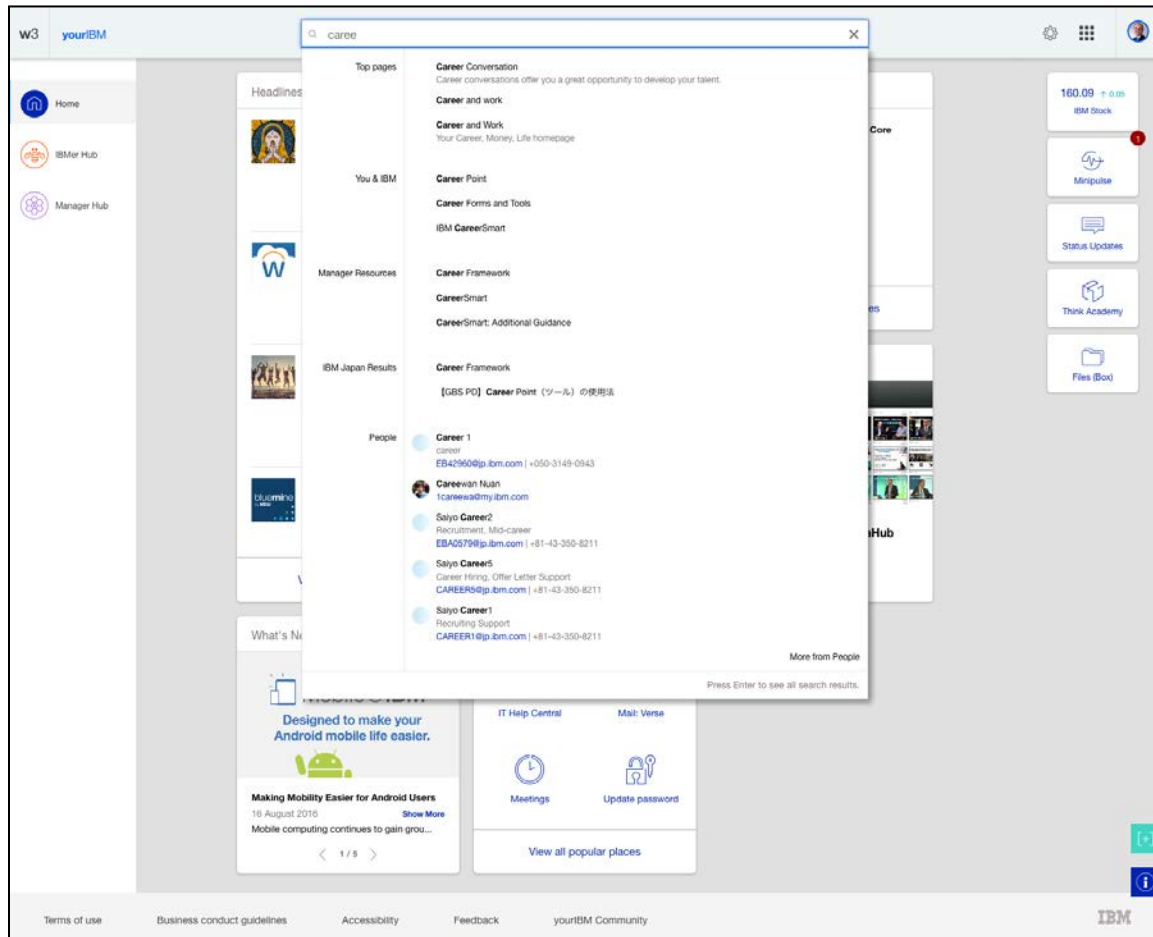 w3
yourIBM
caree
Home
IBMer Hub
Manager Hub
Headlines
Top pages
Career Conversation
Career conversations offer you a great opportunity to develop your talent.
Career and work
Career and Work
Your Career, Money, Life homepage
You & IBM
Career Point
Career Forms and Tools
IBM CareerSmart
Manager Resources
Career Framework
CareerSmart
CareerSmart: Additional Guidance
IBM Japan Results
Career Framework
【GBS PD】Career Point（ツール）の使用法
People
Career 1
career
EB42960@jp.ibm.com | +050-3149-0943
Careewan Nuan
1careewa@my.ibm.com
Saiyo Career2
Recruitment, Mid-career
EBA0579@jp.ibm.com | +81-43-350-8211
Saiyo Career5
Career Hiring, Offer Letter Support
CAREER5@jp.ibm.com | +81-43-350-8211
Saiyo Career1
Recruiting Support
CAREER1@jp.ibm.com | +81-43-350-8211
More from People
Press Enter to see all search results.
Core
es
Hub
160.09 ↑ 0.05
IBM Stock
1
Minipulse
Status Updates
Think Academy
Files (Box)
W
bluemine
What's Ne
Designed to make your
Android mobile life easier.
Making Mobility Easier for Android Users
16 August 2016
Show More
Mobile computing continues to gain grou...
1 / 5
IT Help Central
Mail: Verse
Meetings
Update password
View all popular places
Terms of use
Business conduct guidelines
Accessibility
Feedback
yourIBM Community
IBM